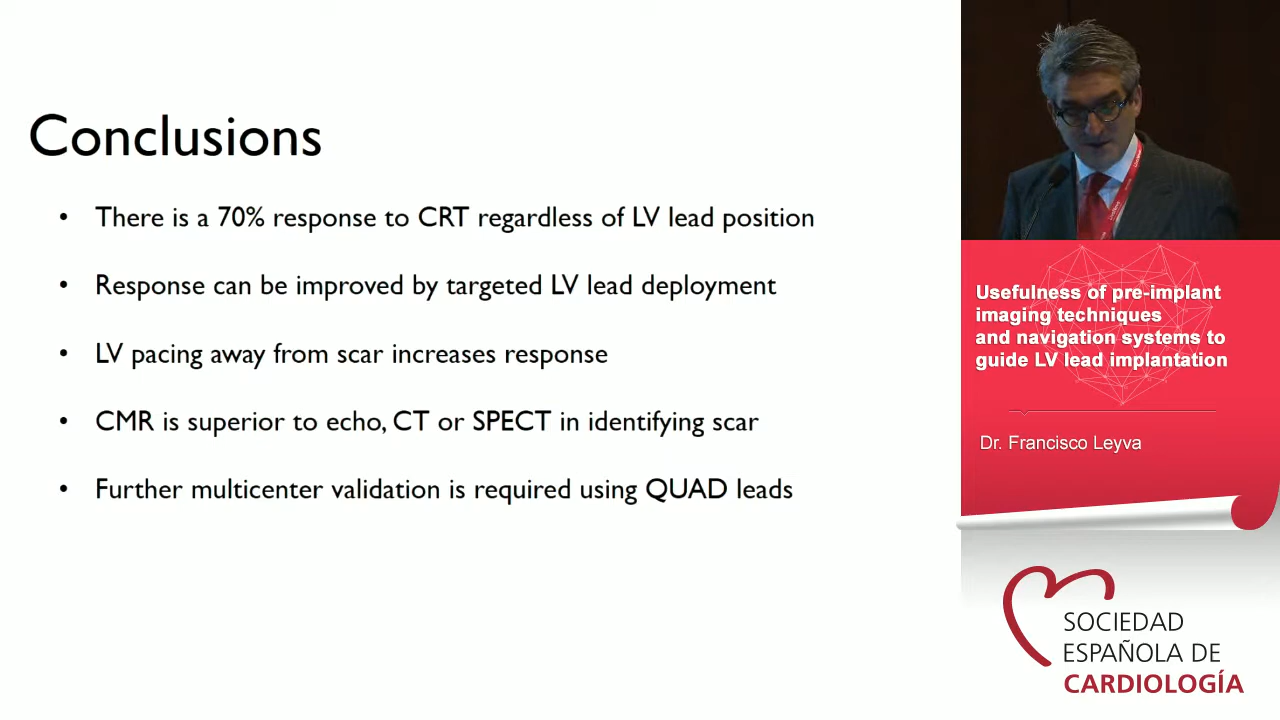 Conclusions
• There is a 70% response to CRT regardless of LV lead position
• Response can be improved by targeted LV lead deployment
• LV pacing away from scar increases response
• CMR is superior to echo, CT or SPECT in identifying scar
• Further multicenter validation is required using QUAD leads
Usefulness of pre-implant
imaging techniques
and navigation systems to
guide LV lead implantation
Dr. Francisco Leyva
SOCIEDAD
ESPAÑOLA DE
CARDIOLOGÍA